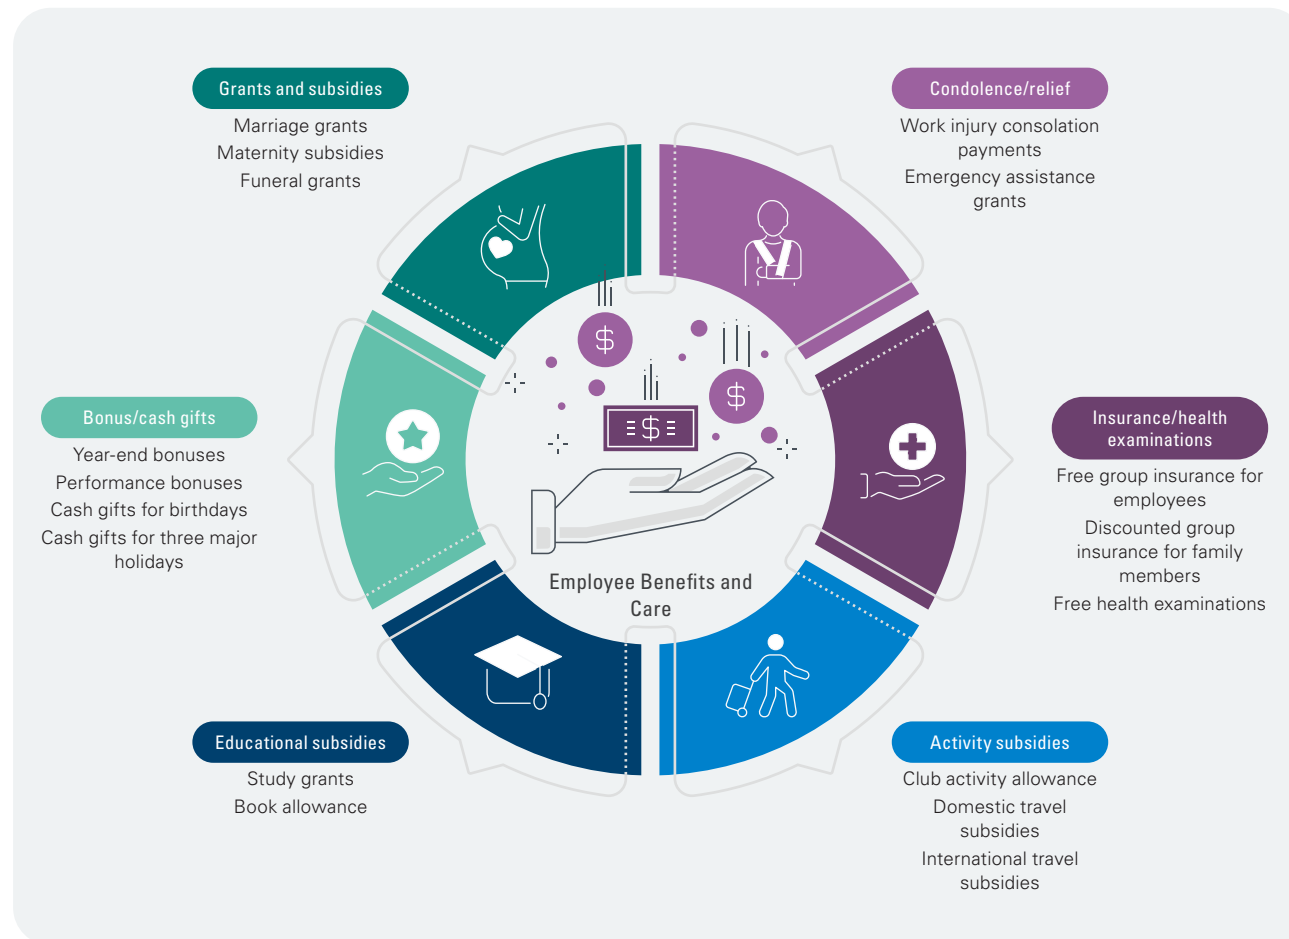 Grants and subsidies
Marriage grants
Maternity subsidies
Funeral grants
Condolence/relief
Work injury consolation
payments
Emergency assistance
grants
Bonus/cash gifts
Year-end bonuses
Performance bonuses
Cash gifts for birthdays
Cash gifts for three major
holidays
$
$
$
Employee Benefits and
Care
Insurance/health
examinations
Free group insurance for
employees
Discounted group
insurance for family
members
Free health examinations
Educational subsidies
Study grants
Book allowance
Activity subsidies
Club activity allowance
Domestic travel
subsidies
International travel
subsidies